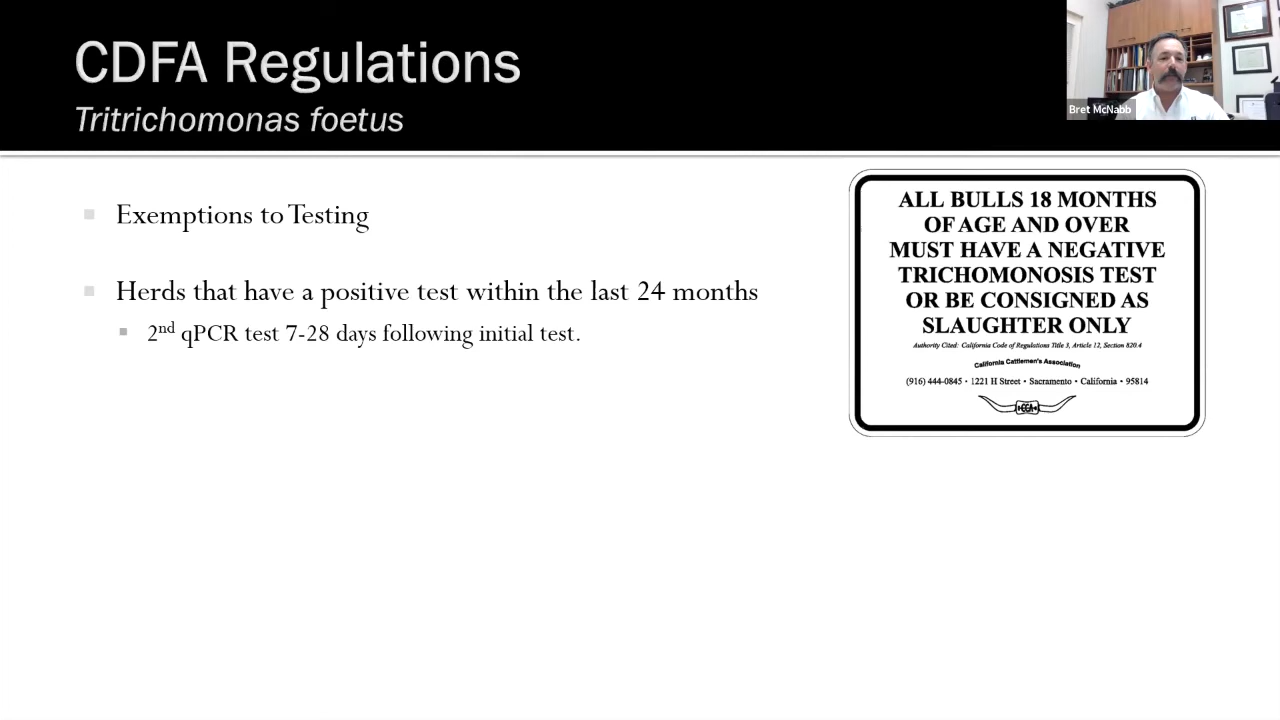 CDFA Regulations
Tritrichomonas foetus
Bret McNabb
Exemptions to Testing
Herds that have a positive test within the last 24 months
2nd qPCR test 7-28 days following initial test.
ALL BULLS 18 MONTHS
OF AGE AND OVER
MUST HAVE A NEGATIVE
TRICHOMONOSIS TEST
OR BE CONSIGNED AS
SLAUGHTER ONLY
Authority Cited: California Code of Regulations Title 3, Article 12, Section 820.4
California Cattlemen's Association
(916) 444-0845 • 1221 H Street • Sacramento • California • 95814
CCA